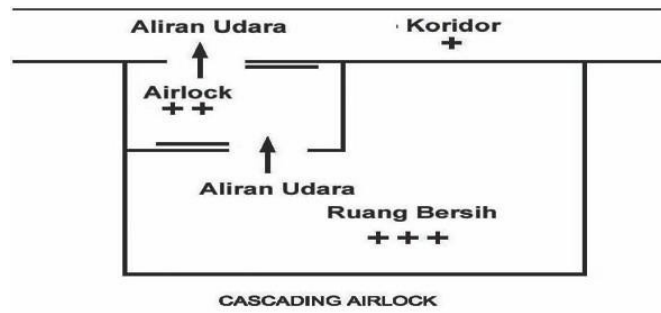 Aliran Udara
Koridor
+
Airlock
+ +
Aliran Udara
Ruang Bersih
+ + +
CASCADING AIRLOCK